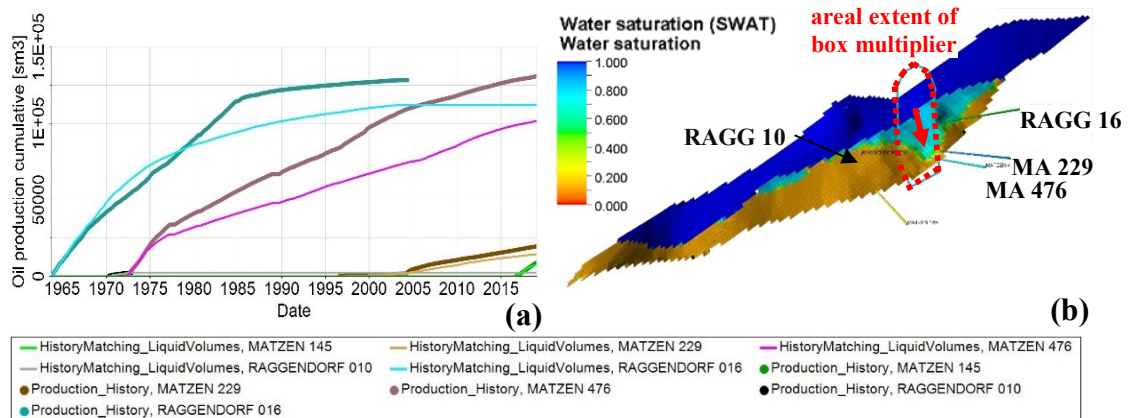 Oil production cumulative [sm3]
1.5E+05
1E+05
50000
0
1965 1970 1975 1980 1985 1990 1995 2000 2005 2010 2015
Date
(a)
Water saturation (SWAT)
Water saturation
1.000
0.800
0.600
0.400
0.200
0.000
areal extent of
box multiplier
RAGG 10
RAGG 16
MA 229
MA 476
(b)
HistoryMatching_LiquidVolumes, MATZEN 145 HistoryMatching_LiquidVolumes, MATZEN 229 HistoryMatching_LiquidVolumes, MATZEN 476
HistoryMatching_LiquidVolumes, RAGGENDORF 010 HistoryMatching_LiquidVolumes, RAGGENDORF 016 Production_History, MATZEN 145
Production_History, MATZEN 229 Production_History, MATZEN 476 Production_History, RAGGENDORF 010
Production_History, RAGGENDORF 016